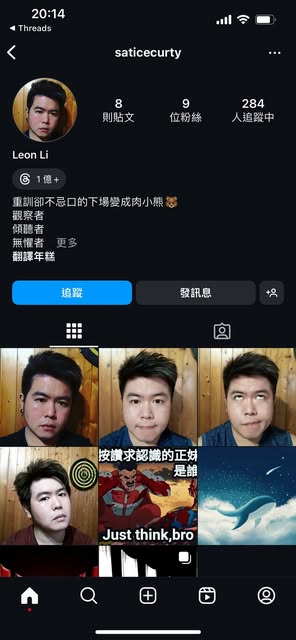 20:14
Threads
saticecurty
8
9
284
則貼文
位粉絲
人追蹤中
Leon Li
1 億+
重訓卻不忌口的下場變成肉小熊🐻
觀察者
傾聽者
無懼者 更多
翻譯年糕
追蹤
發訊息
按讚求認識的正妹
是誰
Just think,bro